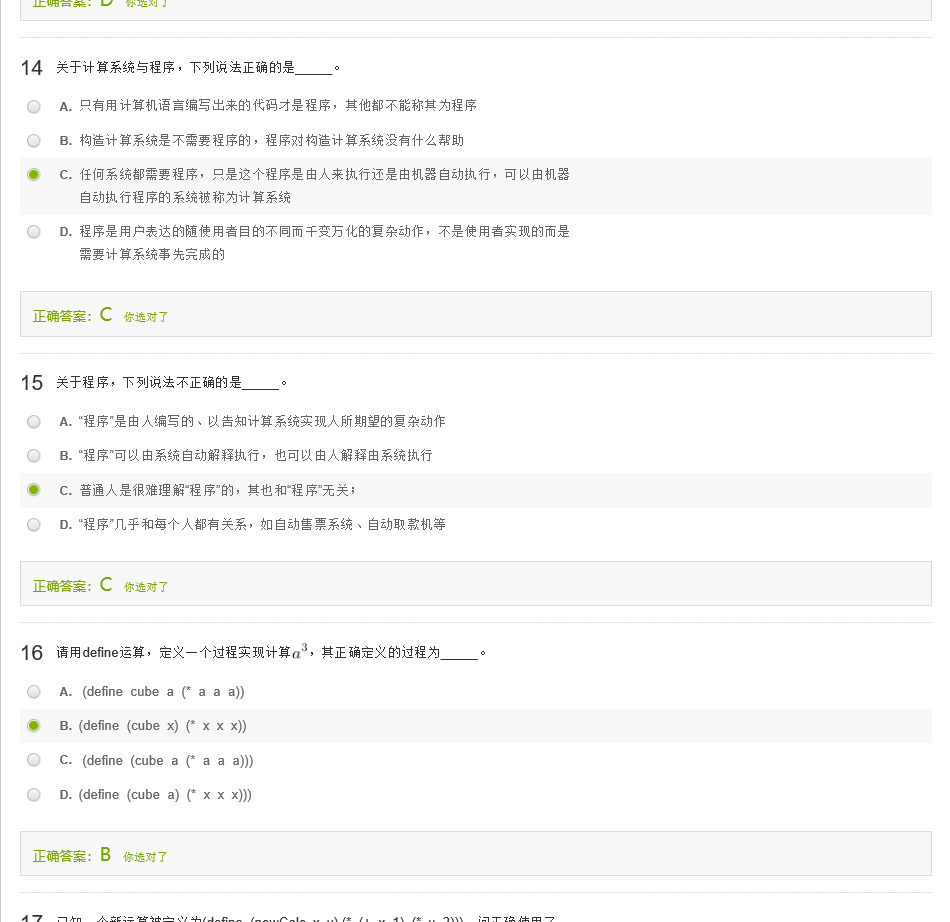 正确答案：D 你选对了
14 关于计算系统与程序，下列说法正确的是_____。
A. 只有用计算机语言编写出来的代码才是程序，其他都不能称其为程序
B. 构造计算系统是不需要程序的，程序对构造计算系统没有什么帮助
C. 任何系统都需要程序，只是这个程序是由人来执行还是由机器自动执行，可以由机器
自动执行程序的系统被称为计算系统
D. 程序是用户表达的随使用者目的不同而千变万化的复杂动作，不是使用者实现的而是
需要计算系统事先完成的
正确答案：C 你选对了
15 关于程序，下列说法不正确的是_____。
A. “程序”是由人编写的、以告知计算系统实现人所期望的复杂动作
B. “程序”可以由系统自动解释执行，也可以由人解释由系统执行
C. 普通人是很难理解“程序”的，其也和“程序”无关；
D. “程序”几乎和每个人都有关系，如自动售票系统、自动取款机等
正确答案：C 你选对了
16 请用define运算，定义一个过程实现计算a³，其正确定义的过程为_____。
A. (define cube a (* a a a))
B. (define (cube x) (* x x x))
C. (define (cube a (* a a a)))
D. (define (cube a) (* x x x)))
正确答案：B 你选对了
17 已知一个新运算被定义为(define (newCalc x y) (* (+ x 1) (* y 2)))，问正确使用了